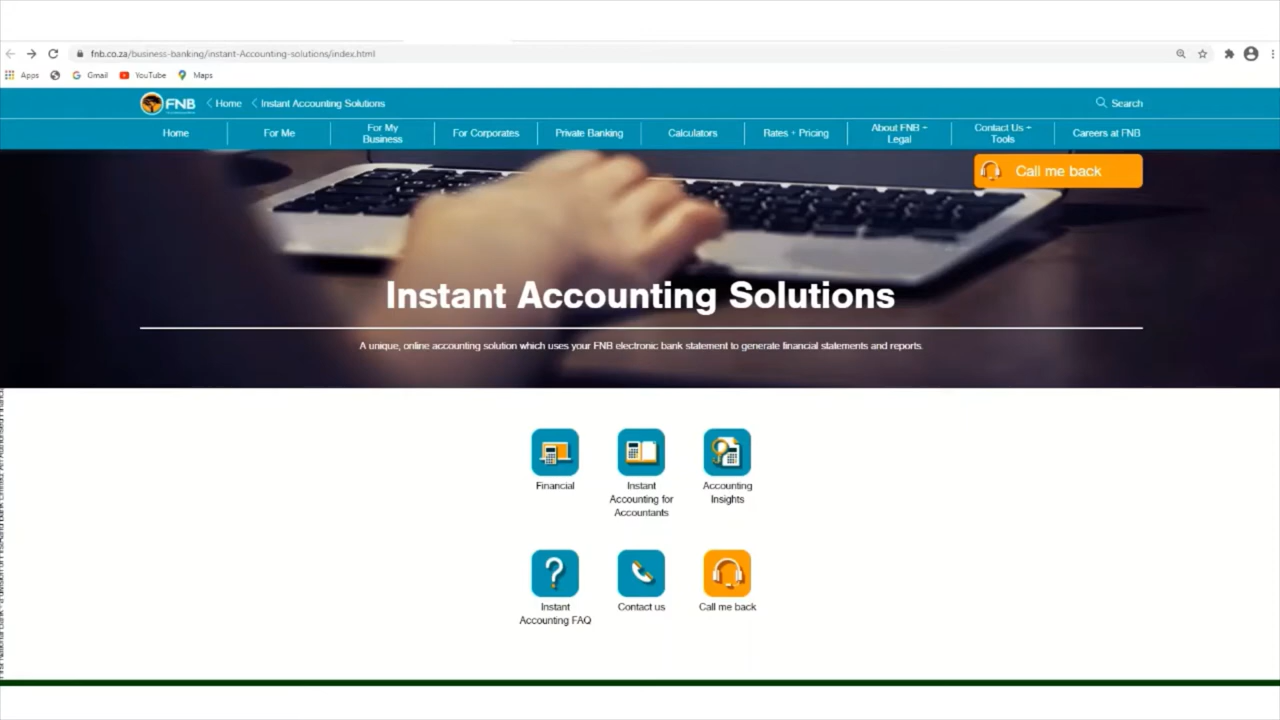 fnb.co.za/business-banking/instant-Accounting-solutions/index.html
Apps Gmail YouTube Maps
FNB Home Instant Accounting Solutions Search
Home For Me For My Business For Corporates Private Banking Calculators Rates + Pricing About FNB + Legal Contact Us + Tools Careers at FNB
Call me back
Instant Accounting Solutions
A unique, online accounting solution which uses your FNB electronic bank statement to generate financial statements and reports.
Financial
Instant
Accounting for
Accountants
Accounting
Insights
Instant
Accounting FAQ
Contact us
Call me back